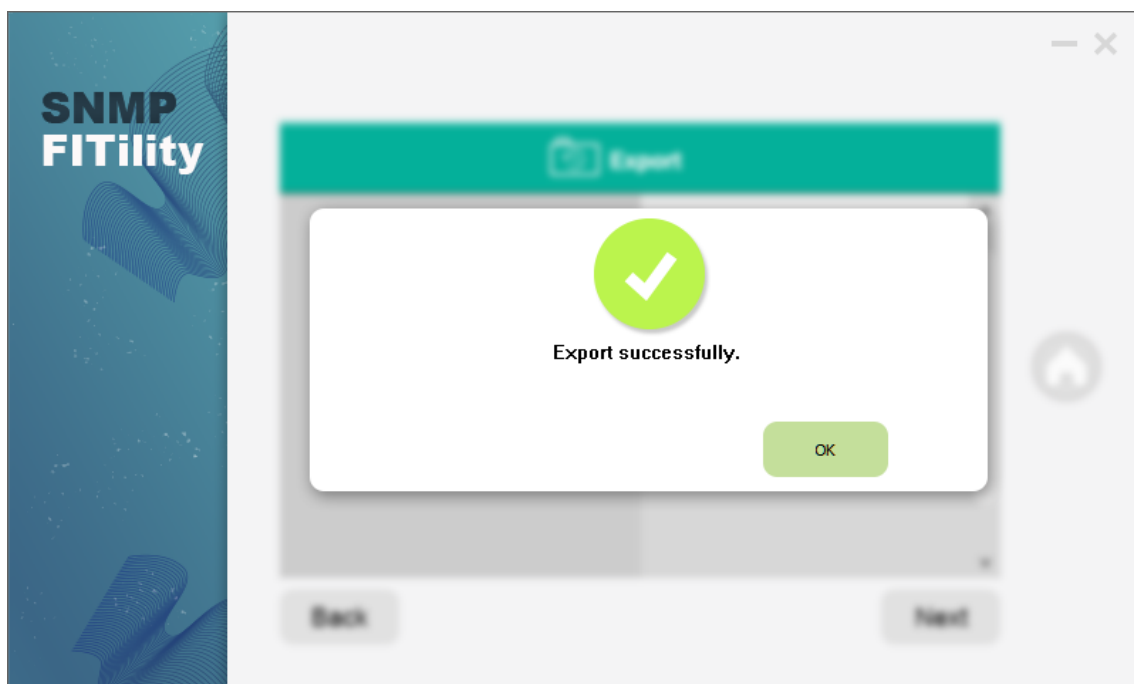 SNMP
FITility
Export
Export successfully.
OK
Back
Next